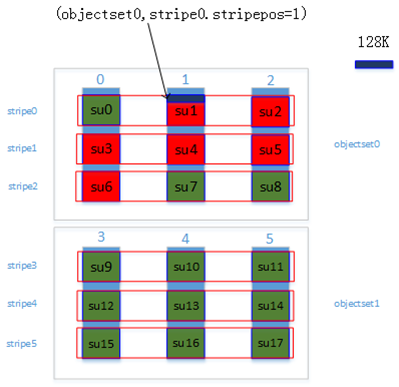 (objectset0,stripe0.stripepos=1)
128K
0 1 2
stripe0 su0 su1 su2
stripe1 su3 su4 su5 objectset0
stripe2 su6 su7 su8
3 4 5
stripe3 su9 su10 su11
stripe4 su12 su13 su14 objectset1
stripe5 su15 su16 su17